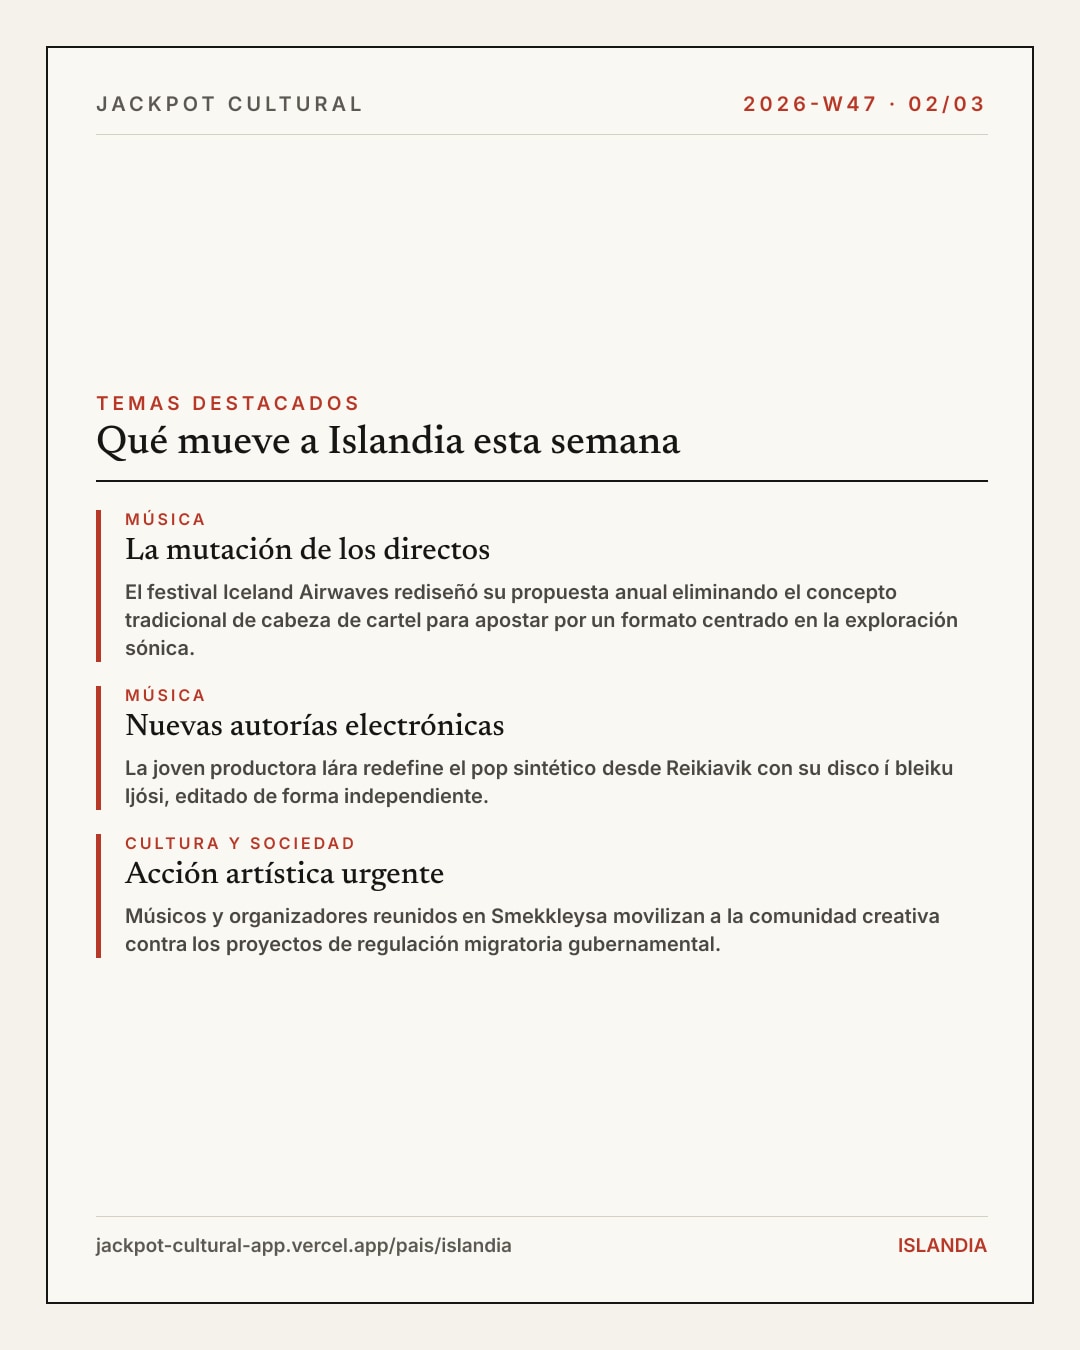 JACKPOT CULTURAL
2026-W47 · 02/03
TEMAS DESTACADOS
Qué mueve a Islandia esta semana
MÚSICA
La mutación de los directos
El festival Iceland Airwaves rediseñó su propuesta anual eliminando el concepto
tradicional de cabeza de cartel para apostar por un formato centrado en la exploración
sónica.
MÚSICA
Nuevas autorías electrónicas
La joven productora lára redefine el pop sintético desde Reikiavik con su disco í bleiku
ljósi, editado de forma independiente.
CULTURA Y SOCIEDAD
Acción artística urgente
Músicos y organizadores reunidos en Smekkleysa movilizan a la comunidad creativa
contra los proyectos de regulación migratoria gubernamental.
jackpot-cultural-app.vercel.app/pais/islandia
ISLANDIA